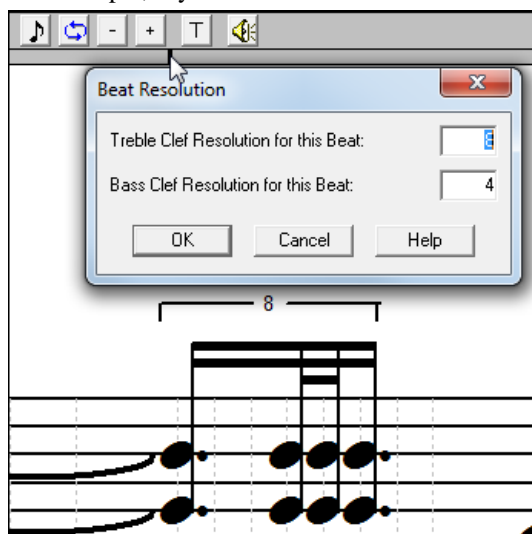 - + T
Beat Resolution
Treble Clef Resolution for this Beat: 8
Bass Clef Resolution for this Beat: 4
OK Cancel Help
8